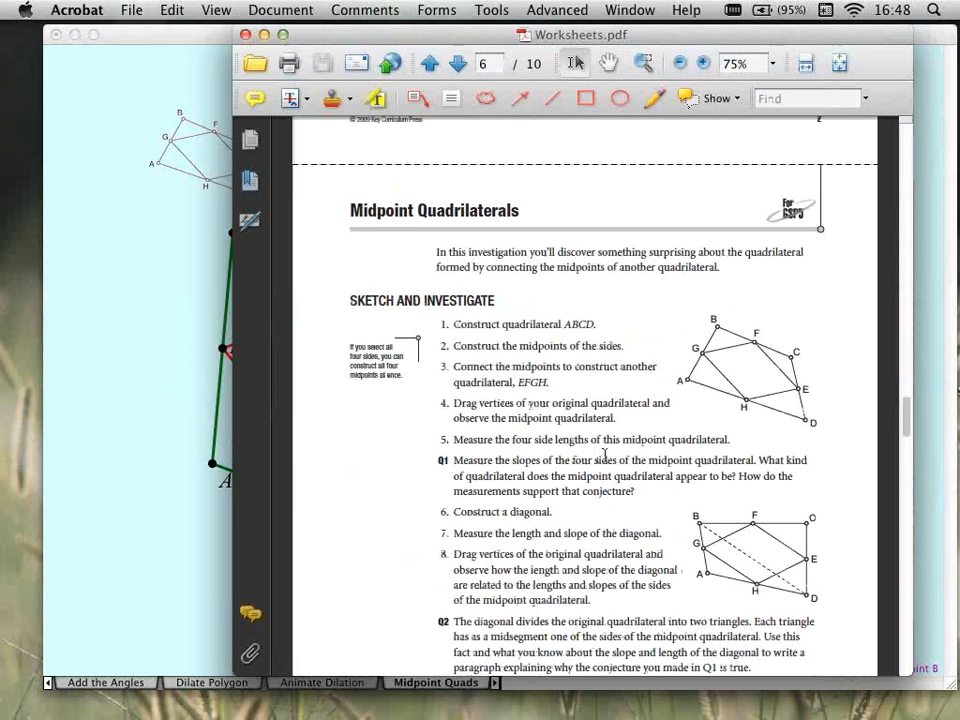 Acrobat File Edit View Document Comments Forms Tools Advanced Window Help (95%) 16:48
Worksheets.pdf
6 / 10 75%
Show Find
© 2009 Key Curriculum Press 2
Midpoint Quadrilaterals
For
GSP5
In this investigation you'll discover something surprising about the quadrilateral
formed by connecting the midpoints of another quadrilateral.
SKETCH AND INVESTIGATE
If you select all
four sides, you can
construct all four
midpoints at once.
1. Construct quadrilateral ABCD.
2. Construct the midpoints of the sides.
3. Connect the midpoints to construct another
quadrilateral, EFGH.
4. Drag vertices of your original quadrilateral and
observe the midpoint quadrilateral.
5. Measure the four side lengths of this midpoint quadrilateral.
Q1 Measure the slopes of the four sides of the midpoint quadrilateral. What kind
of quadrilateral does the midpoint quadrilateral appear to be? How do the
measurements support that conjecture?
6. Construct a diagonal.
7. Measure the length and slope of the diagonal.
8. Drag vertices of the original quadrilateral and
observe how the length and slope of the diagonal
are related to the lengths and slopes of the sides
of the midpoint quadrilateral.
Q2 The diagonal divides the original quadrilateral into two triangles. Each triangle
has as a midsegment one of the sides of the midpoint quadrilateral. Use this
fact and what you know about the slope and length of the diagonal to write a
paragraph explaining why the conjecture you made in Q1 is true.
B
F
G
C
A
E
H
D
B F C
G
E
A
H
D
B
F
G
A
H
A
int B
Add the Angles Dilate Polygon Animate Dilation Midpoint Quads